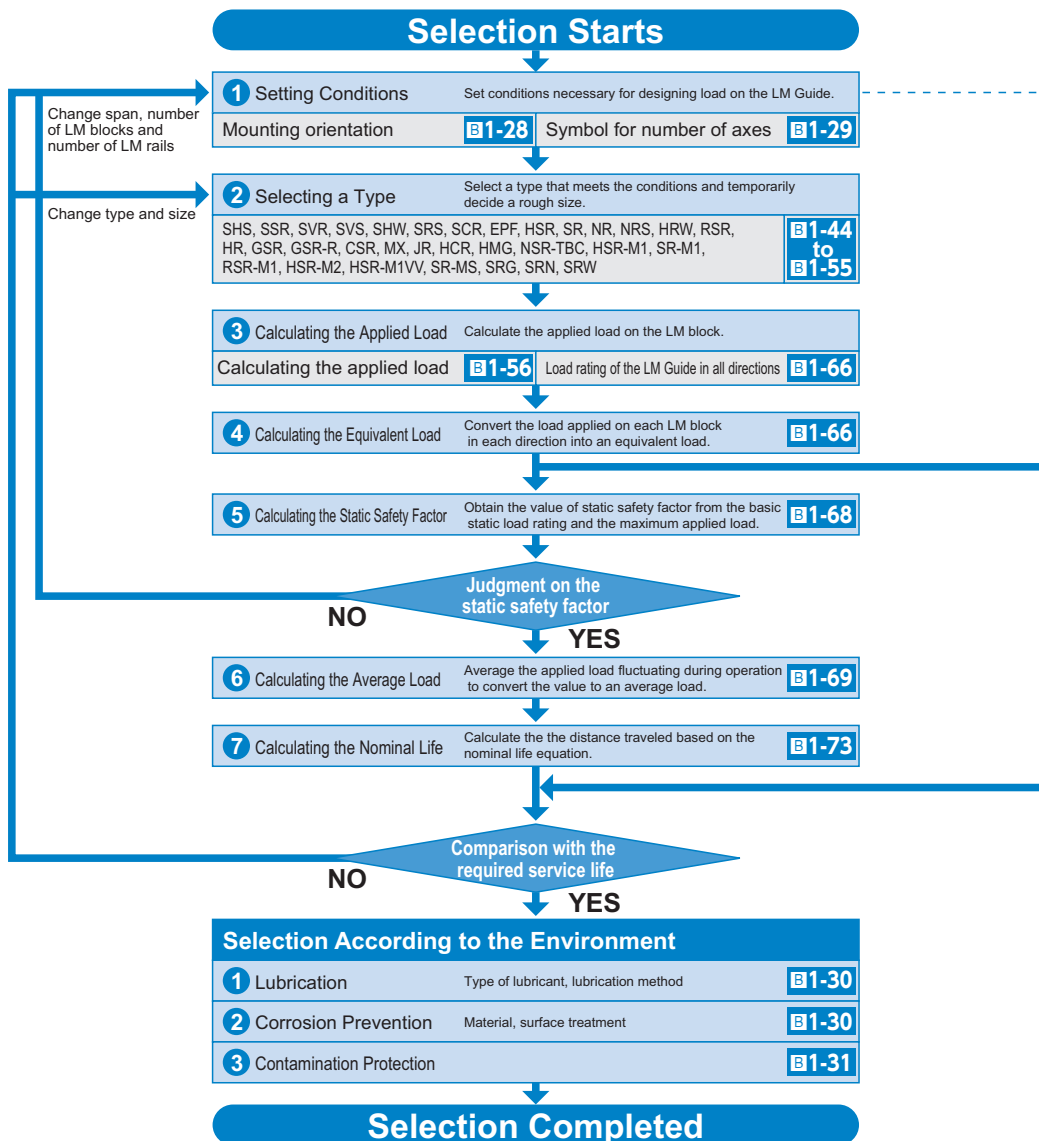 Selection Starts
1 Setting Conditions Set conditions necessary for designing load on the LM Guide.
Change span, number
of LM blocks and
number of LM rails
Mounting orientation B1-28 Symbol for number of axes B1-29
2 Selecting a Type
Select a type that meets the conditions and temporarily
decide a rough size.
Change type and size
SHS, SSR, SVR, SVS, SHW, SRS, SCR, EPF, HSR, SR, NR, NRS, HRW, RSR,
HR, GSR, GSR-R, CSR, MX, JR, HCR, HMG, NSR-TBC, HSR-M1, SR-M1,
RSR-M1, HSR-M2, HSR-M1VV, SR-MS, SRG, SRN, SRW
B1-44
to
B1-55
3 Calculating the Applied Load Calculate the applied load on the LM block.
Calculating the applied load B1-56 Load rating of the LM Guide in all directions B1-66
4 Calculating the Equivalent Load
Convert the load applied on each LM block
in each direction into an equivalent load.
B1-66
5 Calculating the Static Safety Factor
Obtain the value of static safety factor from the basic
static load rating and the maximum applied load.
B1-68
Judgment on the
static safety factor
NO
YES
6 Calculating the Average Load
Average the applied load fluctuating during operation
to convert the value to an average load.
B1-69
7 Calculating the Nominal Life
Calculate the the distance traveled based on the
nominal life equation.
B1-73
Comparison with the
required service life
NO
YES
Selection According to the Environment
1 Lubrication Type of lubricant, lubrication method B1-30
2 Corrosion Prevention Material, surface treatment B1-30
3 Contamination Protection B1-31
Selection Completed